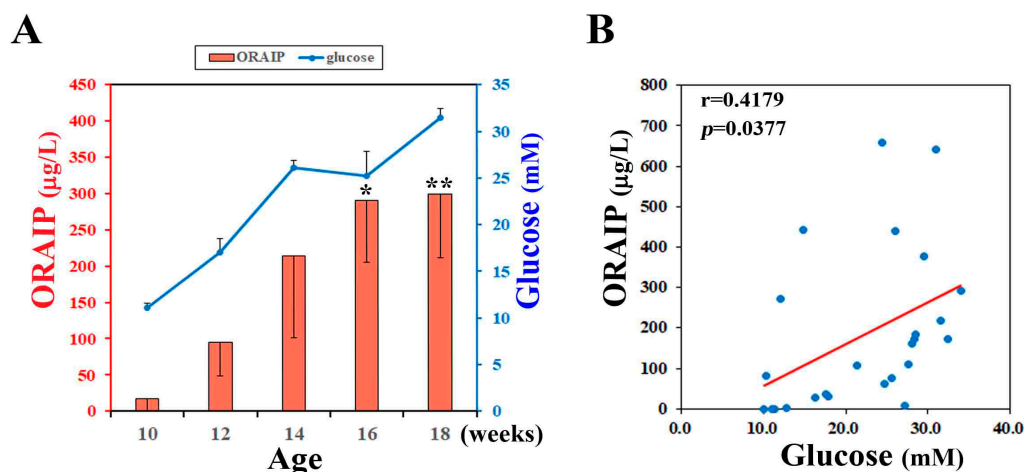 A
ORAIP glucose
450
400
350
300
250
200
150
100
50
0
ORAIP (µg/L)
35
30
25
20
15
10
5
0
Glucose (mM)
*
**
10 12 14 16 18 (weeks)
Age
B
r=0.4179
p=0.0377
800
700
600
500
400
300
200
100
0
ORAIP (µg/L)
0.0 10.0 20.0 30.0 40.0
Glucose (mM)